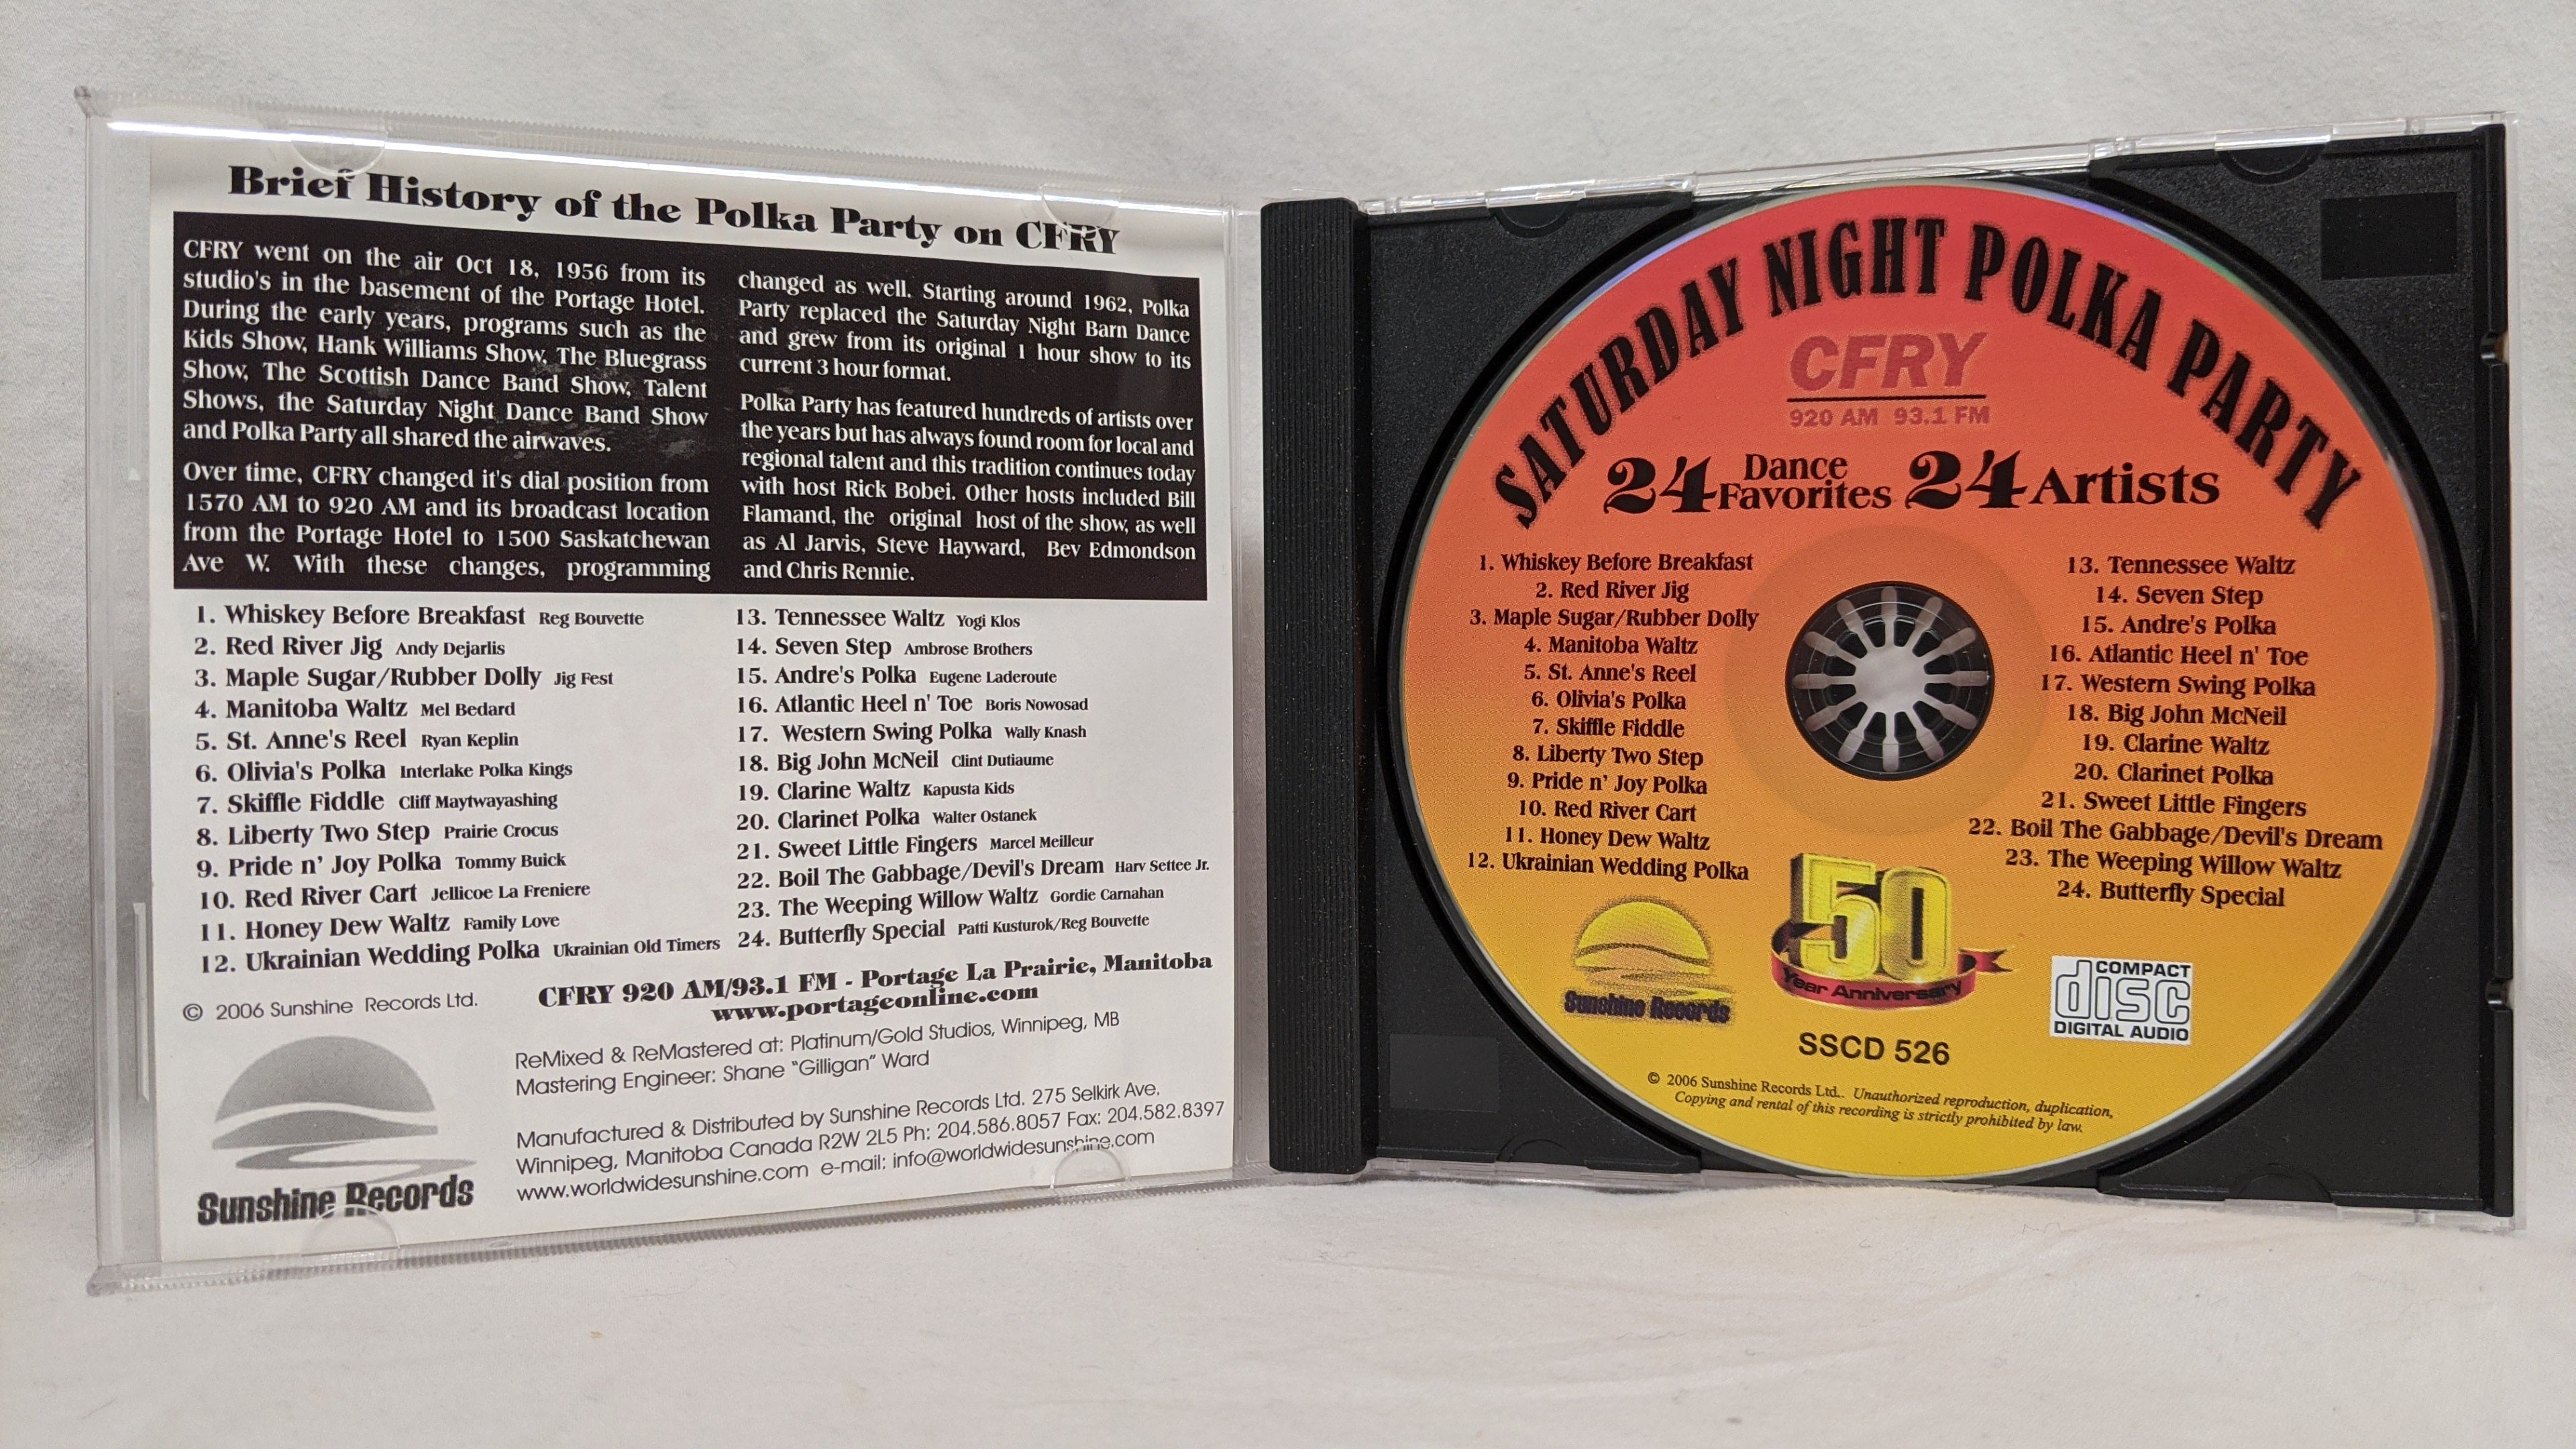 Brief History of the Polka Party on CFRY
CFRY went on the air Oct 18, 1956 from its
studio's in the basement of the Portage Hotel.
During the early years, programs such as the
Kids Show, Hank Williams Show, The Bluegrass
Show, The Scottish Dance Band Show, Talent
Shows, the Saturday Night Dance Band Show
and Polka Party all shared the airwaves.
Over time, CFRY changed it's dial position from
1570 AM to 920 AM and its broadcast location
from the Portage Hotel to 1500 Saskatchewan
Ave W. With these changes, programming
changed as well. Starting around 1962, Polka
Party replaced the Saturday Night Barn Dance
and grew from its original 1 hour show to its
current 3 hour format.
Polka Party has featured hundreds of artists over
the years but has always found room for local and
regional talent and this tradition continues today
with host Rick Bobei. Other hosts included Bill
Flamand, the original host of the show, as well
as Al Jarvis, Steve Hayward, Bev Edmondson
and Chris Rennie.
1. Whiskey Before Breakfast Reg Bouvette
2. Red River Jig Andy Dejarlis
3. Maple Sugar/Rubber Dolly Jig Fest
4. Manitoba Waltz Mel Bedard
5. St. Anne's Reel Ryan Keplin
6. Olivia's Polka Interlake Polka Kings
7. Skiffle Fiddle Cliff Maytwayashing
8. Liberty Two Step Prairie Crocus
9. Pride n' Joy Polka Tommy Buick
10. Red River Cart Jellicoe La Freniere
11. Honey Dew Waltz Family Love
12. Ukrainian Wedding Polka Ukrainian Old Timers
13. Tennessee Waltz Yogi Klos
14. Seven Step Ambrose Brothers
15. Andre's Polka Eugene Laderoute
16. Atlantic Heel n' Toe Boris Nowosad
17. Western Swing Polka Wally Knash
18. Big John McNeil Clint Dutiaume
19. Clarine Waltz Kapusta Kids
20. Clarinet Polka Walter Ostanek
21. Sweet Little Fingers Marcel Meilleur
22. Boil The Gabbage/Devil's Dream Harv Settee Jr.
23. The Weeping Willow Waltz Gordie Carnahan
24. Butterfly Special Patti Kusturok/Reg Bouvette
CFRY 920 AM/93.1 FM - Portage La Prairie, Manitoba
www.portageonline.com
© 2006 Sunshine Records Ltd.
ReMixed & ReMastered at: Platinum/Gold Studios, Winnipeg, MB
Mastering Engineer: Shane "Gilligan" Ward
Manufactured & Distributed by Sunshine Records Ltd. 275 Selkirk Ave.
Winnipeg, Manitoba Canada R2W 2L5 Ph: 204.586.8057 Fax: 204.582.8397
www.worldwidesunshine.com e-mail: info@worldwidesunshine.com
Sunshine Records
SATURDAY NIGHT POLKA PARTY
CFRY
920 AM 93.1 FM
24 Dance Favorites 24 Artists
1. Whiskey Before Breakfast
2. Red River Jig
3. Maple Sugar/Rubber Dolly
4. Manitoba Waltz
5. St. Anne's Reel
6. Olivia's Polka
7. Skiffle Fiddle
8. Liberty Two Step
9. Pride n' Joy Polka
10. Red River Cart
11. Honey Dew Waltz
12. Ukrainian Wedding Polka
13. Tennessee Waltz
14. Seven Step
15. Andre's Polka
16. Atlantic Heel n' Toe
17. Western Swing Polka
18. Big John McNeil
19. Clarine Waltz
20. Clarinet Polka
21. Sweet Little Fingers
22. Boil The Gabbage/Devil's Dream
23. The Weeping Willow Waltz
24. Butterfly Special
Sunshine Records
50
Year Anniversary
COMPACT
disc
DIGITAL AUDIO
SSCD 526
© 2006 Sunshine Records Ltd.. Unauthorized reproduction, duplication,
Copying and rental of this recording is strictly prohibited by law.